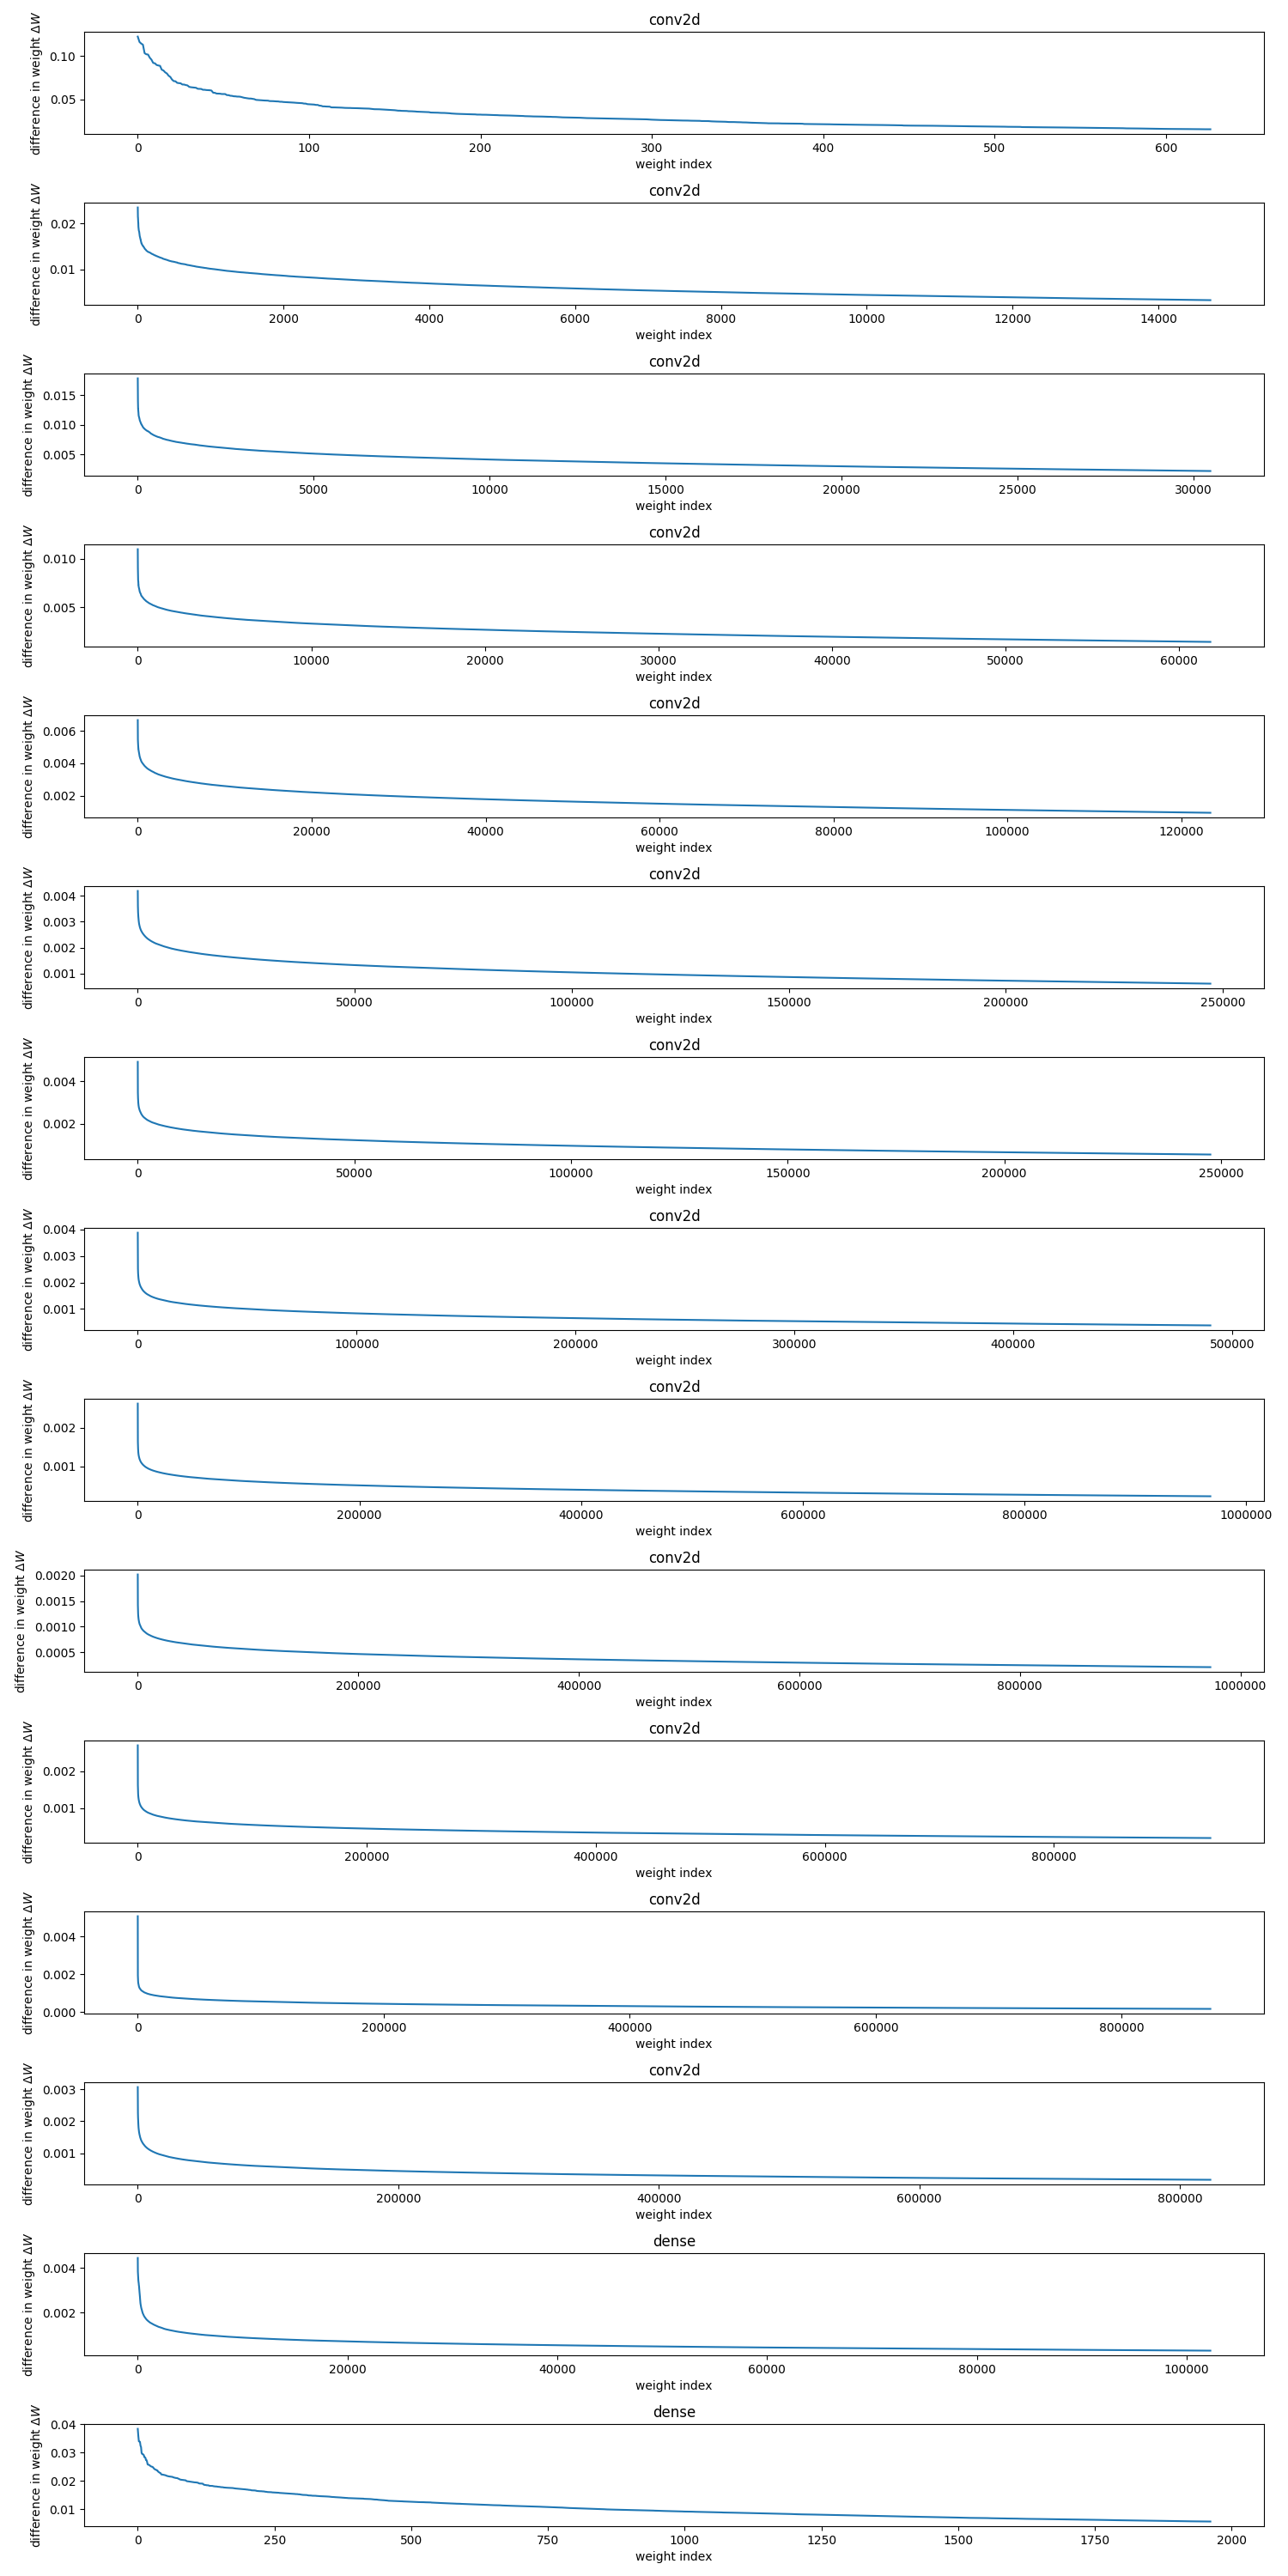 conv2d
difference in weight ΔW
0.10
0.05
0 100 200 300 400 500 600
weight index
conv2d
difference in weight ΔW
0.02
0.01
0 2000 4000 6000 8000 10000 12000 14000
weight index
conv2d
difference in weight ΔW
0.015
0.010
0.005
0 5000 10000 15000 20000 25000 30000
weight index
conv2d
difference in weight ΔW
0.010
0.005
0 10000 20000 30000 40000 50000 60000
weight index
conv2d
difference in weight ΔW
0.006
0.004
0.002
0 20000 40000 60000 80000 100000 120000
weight index
conv2d
difference in weight ΔW
0.004
0.003
0.002
0.001
0 50000 100000 150000 200000 250000
weight index
conv2d
difference in weight ΔW
0.004
0.002
0 50000 100000 150000 200000 250000
weight index
conv2d
difference in weight ΔW
0.004
0.003
0.002
0.001
0 100000 200000 300000 400000 500000
weight index
conv2d
difference in weight ΔW
0.002
0.001
0 200000 400000 600000 800000 1000000
weight index
conv2d
difference in weight ΔW
0.0020
0.0015
0.0010
0.0005
0 200000 400000 600000 800000 1000000
weight index
conv2d
difference in weight ΔW
0.002
0.001
0 200000 400000 600000 800000
weight index
conv2d
difference in weight ΔW
0.004
0.002
0.000
0 200000 400000 600000 800000
weight index
conv2d
difference in weight ΔW
0.003
0.002
0.001
0 200000 400000 600000 800000
weight index
dense
difference in weight ΔW
0.004
0.002
0 20000 40000 60000 80000 100000
weight index
dense
difference in weight ΔW
0.04
0.03
0.02
0.01
0 250 500 750 1000 1250 1500 1750 2000
weight index